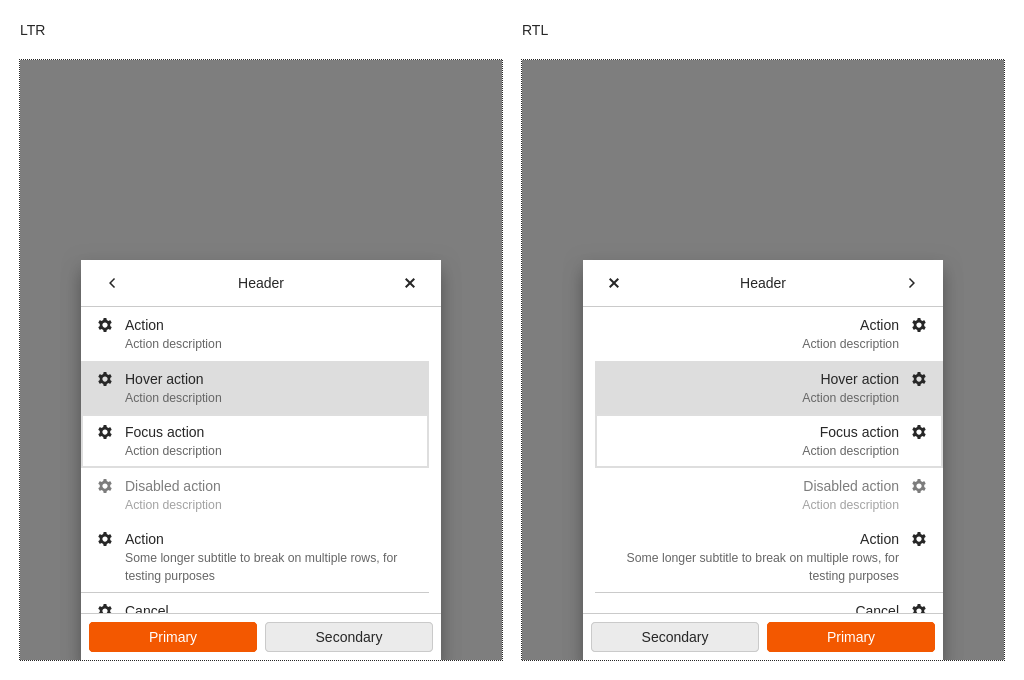 LTR
Header
Action
Action description
Hover action
Action description
Focus action
Action description
Disabled action
Action description
Action
Some longer subtitle to break on multiple rows, for
testing purposes
Cancel
Primary
Secondary
RTL
Header
Action
Action description
Hover action
Action description
Focus action
Action description
Disabled action
Action description
Action
Some longer subtitle to break on multiple rows, for
testing purposes
Cancel
Secondary
Primary